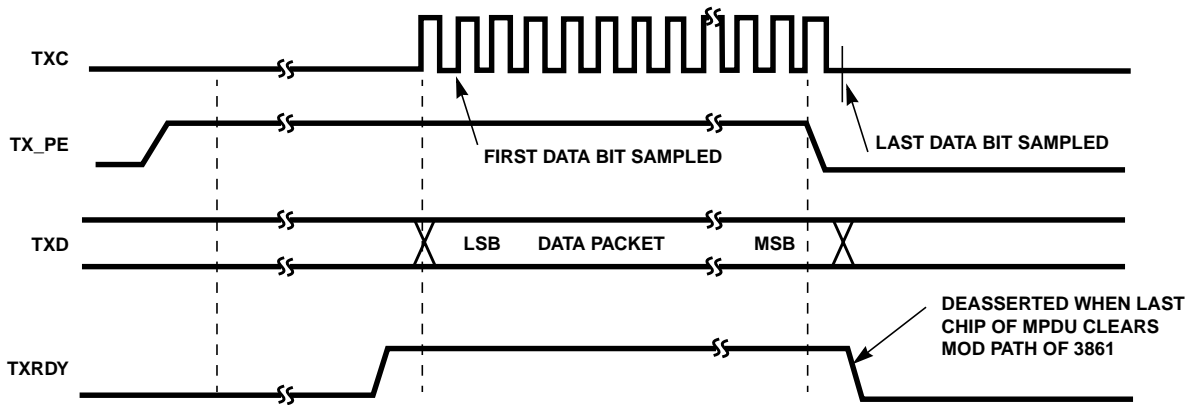 TXC
TX_PE
FIRST DATA BIT SAMPLED
LAST DATA BIT SAMPLED
TXD
LSB DATA PACKET MSB
TXRDY
DEASSERTED WHEN LAST
CHIP OF MPDU CLEARS
MOD PATH OF 3861